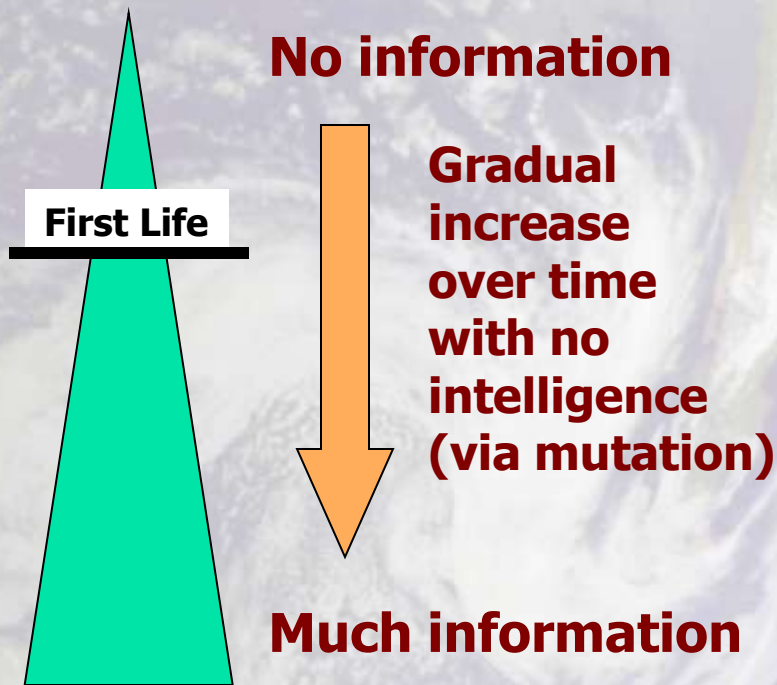 No information
First Life
Gradual
increase
over time
with no
intelligence
(via mutation)
Much information